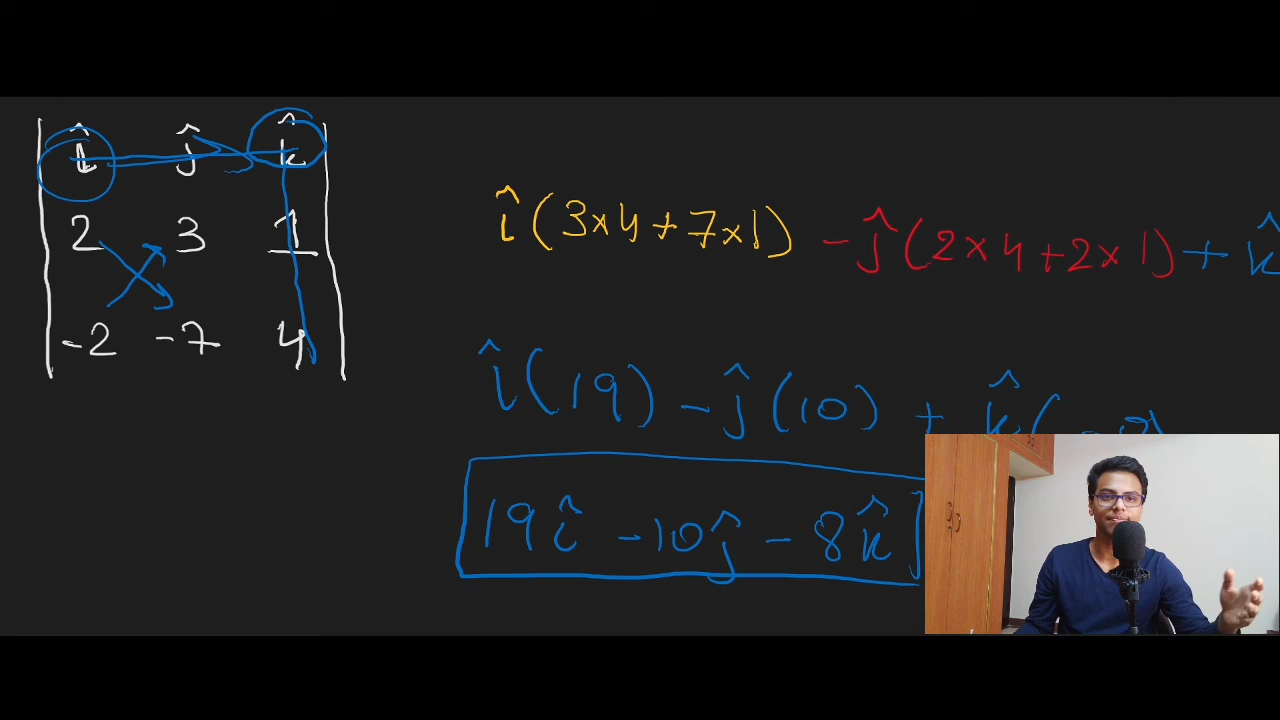 î ĵ k̂
2 3 1
-2 -7 4
î(3×4+7×1) -ĵ(2×4+2×1)+ k̂
î(19) - ĵ(10) + k̂(
19î -10ĵ - 8k̂